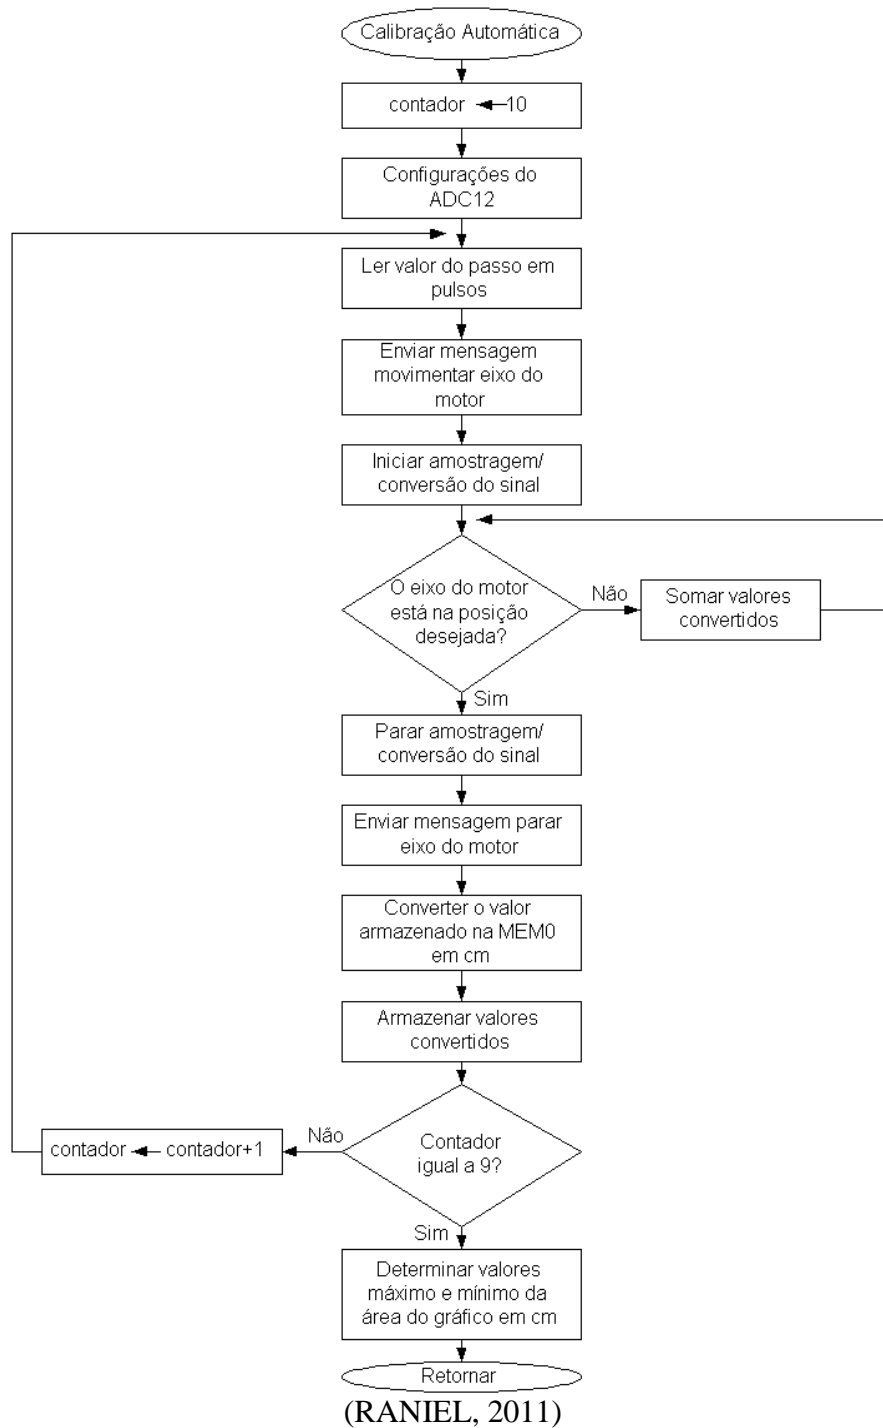 Calibração Automática
contador ← 10
Configurações do
ADC12
Ler valor do passo em
pulsos
Enviar mensagem
movimentar eixo do
motor
Iniciar amostragem/
conversão do sinal
O eixo do motor
está na posição
desejada?
Não
Somar valores
convertidos
Sim
Parar amostragem/
conversão do sinal
Enviar mensagem parar
eixo do motor
Converter o valor
armazenado na MEM0
em cm
Armazenar valores
convertidos
Contador
igual a 9?
Não
contador ← contador+1
Sim
Determinar valores
máximo e mínimo da
área do gráfico em cm
Retornar
(RANIEL, 2011)